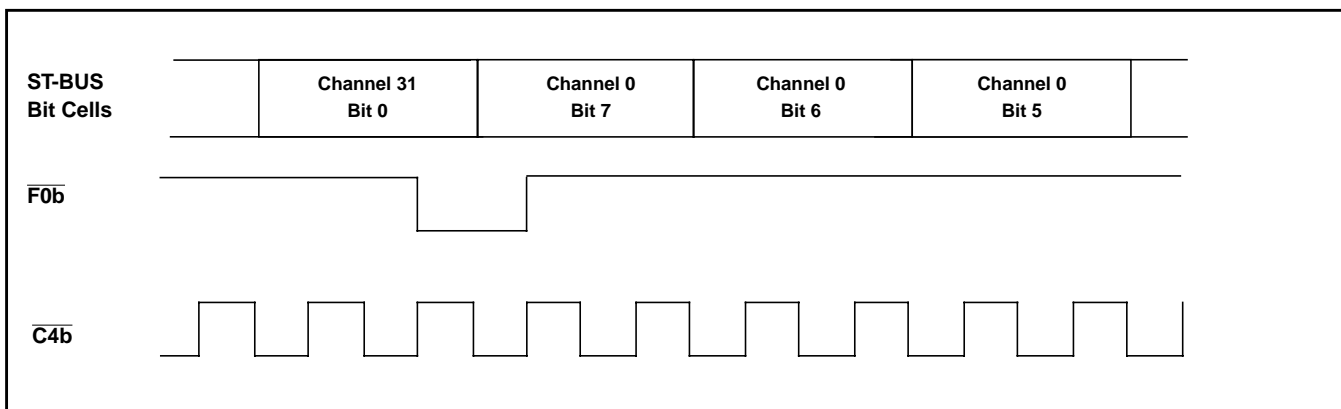 ST-BUS
Bit Cells
Channel 31
Bit 0
Channel 0
Bit 7
Channel 0
Bit 6
Channel 0
Bit 5
F0b
C4b